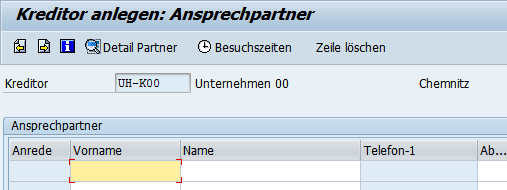 Kreditor anlegen: Ansprechpartner
Detail Partner Besuchszeiten Zeile löschen
Kreditor UH-K00 Unternehmen 00 Chemnitz
Ansprechpartner
Anrede Vorname Name Telefon-1 Ab...